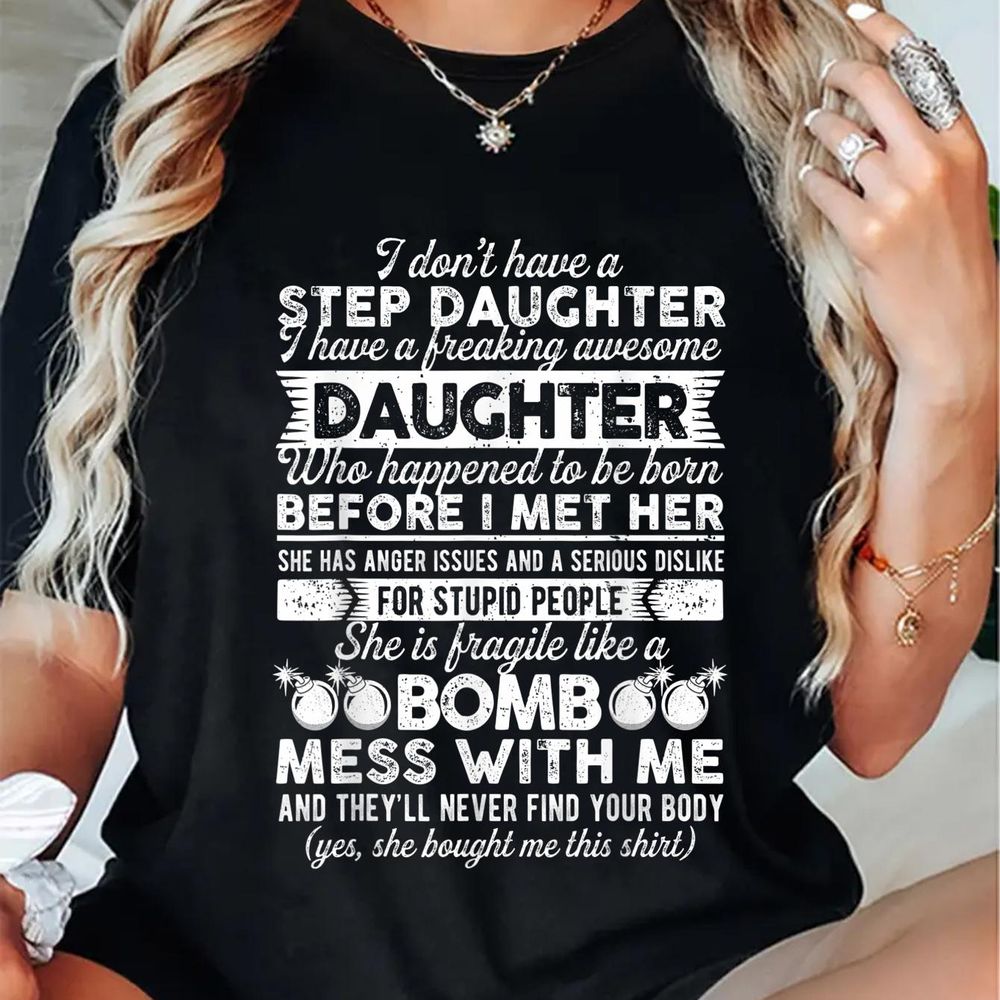 I don't have a
STEP DAUGHTER
I have a freaking awesome
DAUGHTER
Who happened to be born
BEFORE I MET HER
SHE HAS ANGER ISSUES AND A SERIOUS DISLIKE
FOR STUPID PEOPLE
She is fragile like a
BOMB
MESS WITH ME
AND THEY'LL NEVER FIND YOUR BODY
(yes, she bought me this shirt)